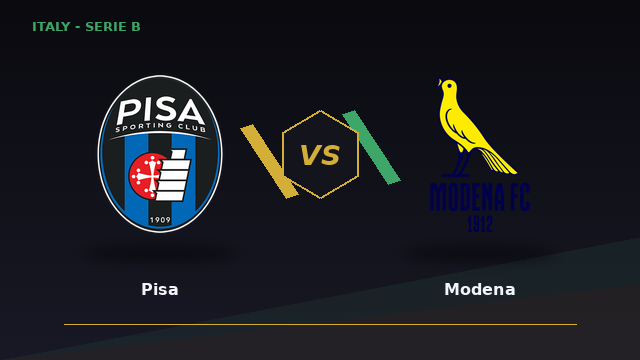 ITALY - SERIE B
PISA
SPORTING CLUB
1909
VS
MODENA FC
1912
Pisa
Modena